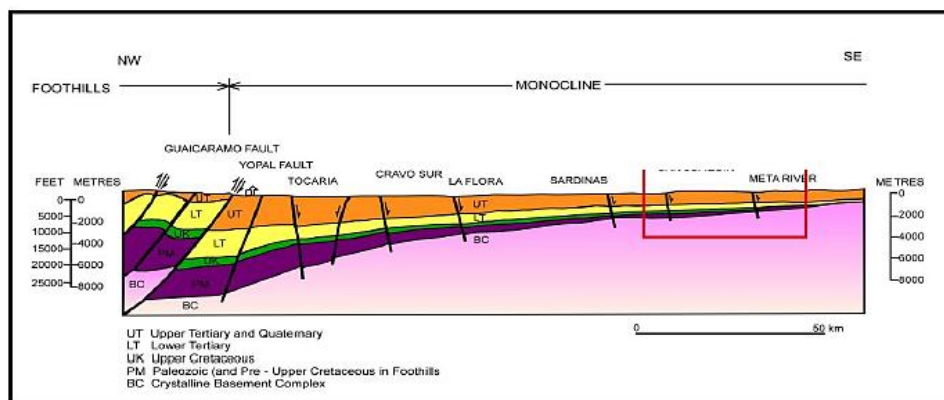 NW
SE
FOOTHILLS
MONOCLINE
GUAICARAMO FAULT
YOPAL FAULT
TOCARIA
CRAVO SUR
LA FLORA
SARDINAS
META RIVER
FEET METRES
METRES
0 0
5000
2000
10000
15000
4000
20000
6000
25000
8000
0
2000
4000
6000
8000
UT
LT
UK
PM
BC
UT
LT
UK
PM
BC
UT
LT
BC
0 50 km
UT Upper Tertiary and Quaternary
LT Lower Tertiary
UK Upper Cretaceous
PM Paleozoic (and Pre - Upper Cretaceous in Foothills
BC Crystalline Basement Complex